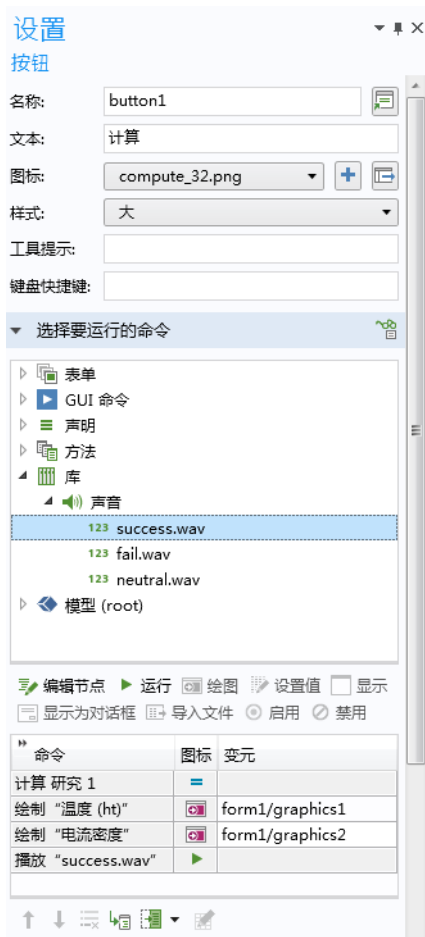 设置
按钮
名称: button1
文本: 计算
图标: compute_32.png
样式: 大
工具提示:
键盘快捷键:
选择要运行的命令
表单
GUI 命令
声明
方法
库
声音
123 success.wav
123 fail.wav
123 neutral.wav
模型 (root)
编辑节点 运行 绘图 设置值 显示
显示为对话框 导入文件 启用 禁用
命令 图标 变元
计算 研究 1
绘制 “温度 (ht)” form1/graphics1
绘制 “电流密度” form1/graphics2
播放 “success.wav”